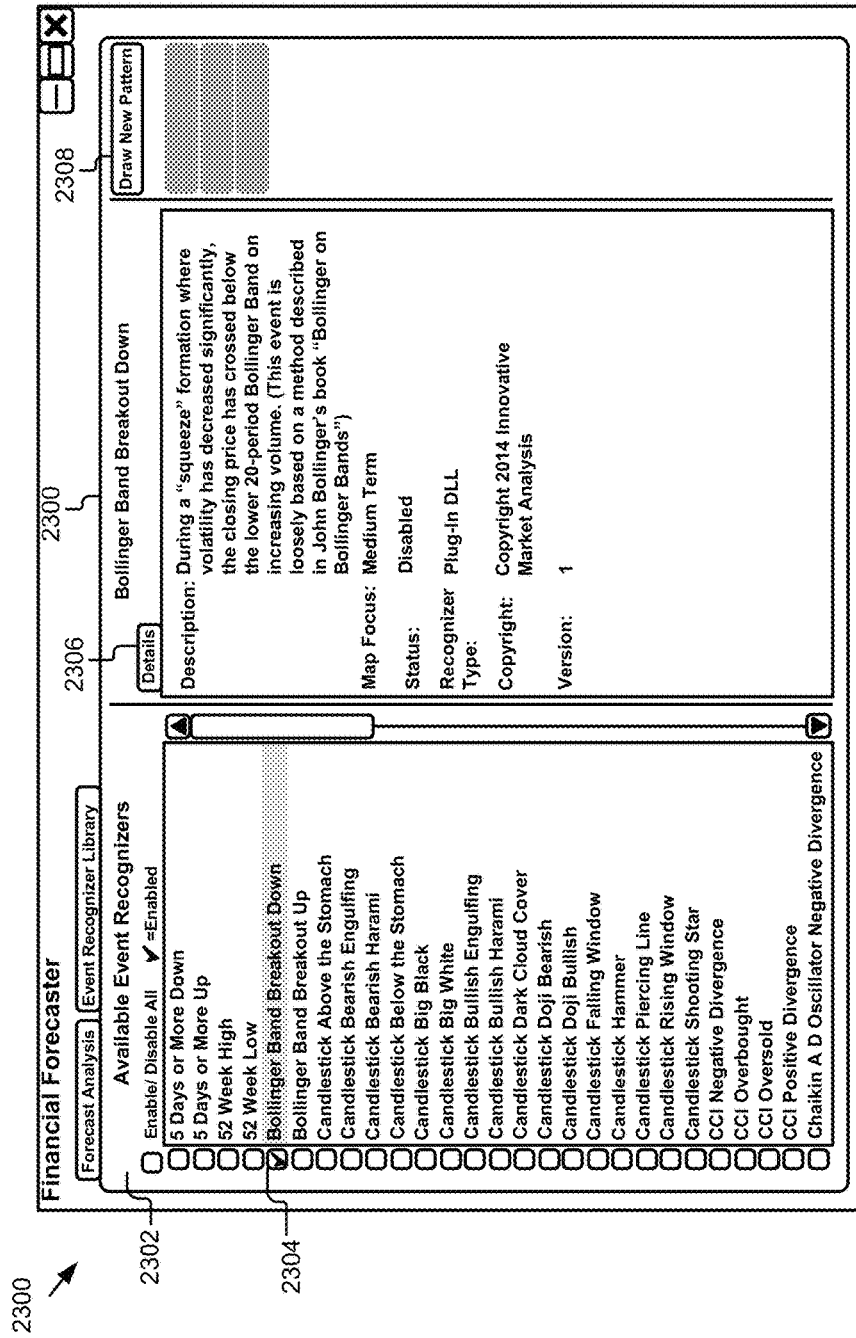 2300
Financial Forecaster
Forecast Analysis
Event Recognizer Library
2302
Available Event Recognizers
Enable/ Disable All ✔=Enabled
5 Days or More Down
5 Days or More Up
52 Week High
52 Week Low
2304
Bollinger Band Breakout Down
Bollinger Band Breakout Up
Candlestick Above the Stomach
Candlestick Bearish Engulfing
Candlestick Bearish Harami
Candlestick Below the Stomach
Candlestick Big Black
Candlestick Big White
Candlestick Bullish Engulfing
Candlestick Bullish Harami
Candlestick Dark Cloud Cover
Candlestick Doji Bearish
Candlestick Doji Bullish
Candlestick Falling Window
Candlestick Hammer
Candlestick Piercing Line
Candlestick Rising Window
Candlestick Shooting Star
CCI Negative Divergence
CCI Overbought
CCI Oversold
CCI Positive Divergence
Chaikin A D Oscillator Negative Divergence
2306
2300
Bollinger Band Breakout Down
Details
Description: During a “squeeze” formation where
volatility has decreased significantly,
the closing price has crossed below
the lower 20-period Bollinger Band on
increasing volume. (This event is
loosely based on a method described
in John Bollinger's book “Bollinger on
Bollinger Bands”)
Map Focus: Medium Term
Status: Disabled
Recognizer Plug-In DLL
Type:
Copyright: Copyright 2014 Innovative
Market Analysis
Version: 1
2308
Draw New Pattern